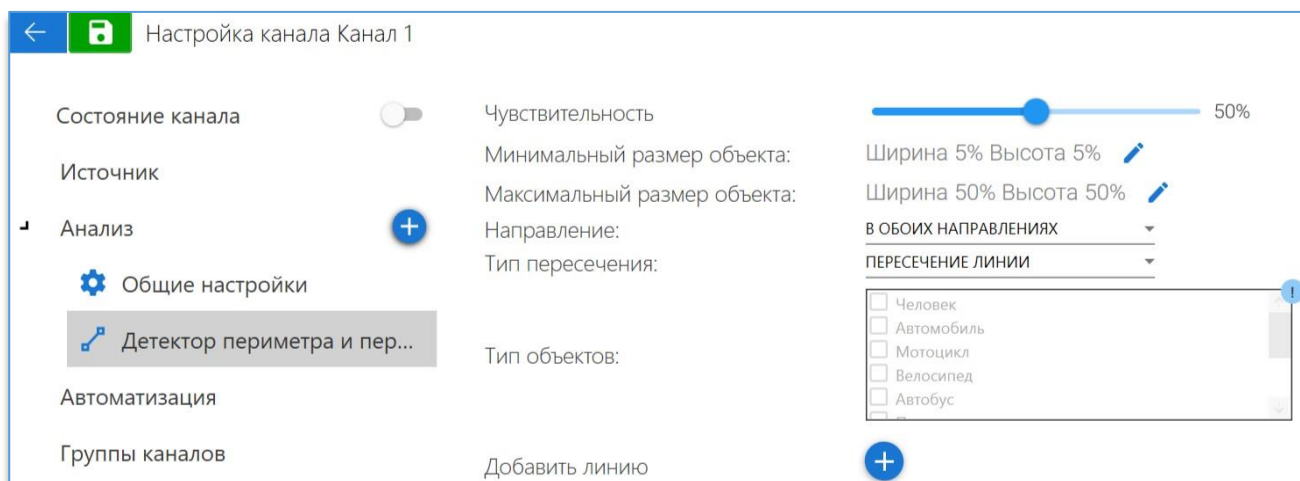 Настройка канала Канал 1
Состояние канала
Источник
Анализ
Общие настройки
Детектор периметра и пер...
Автоматизация
Группы каналов
Чувствительность
50%
Минимальный размер объекта:
Ширина 5% Высота 5%
Максимальный размер объекта:
Ширина 50% Высота 50%
Направление:
В ОБОИХ НАПРАВЛЕНИЯХ
Тип пересечения:
ПЕРЕСЕЧЕНИЕ ЛИНИИ
Тип объектов:
Человек
Автомобиль
Мотоцикл
Велосипед
Автобус
!
Добавить линию